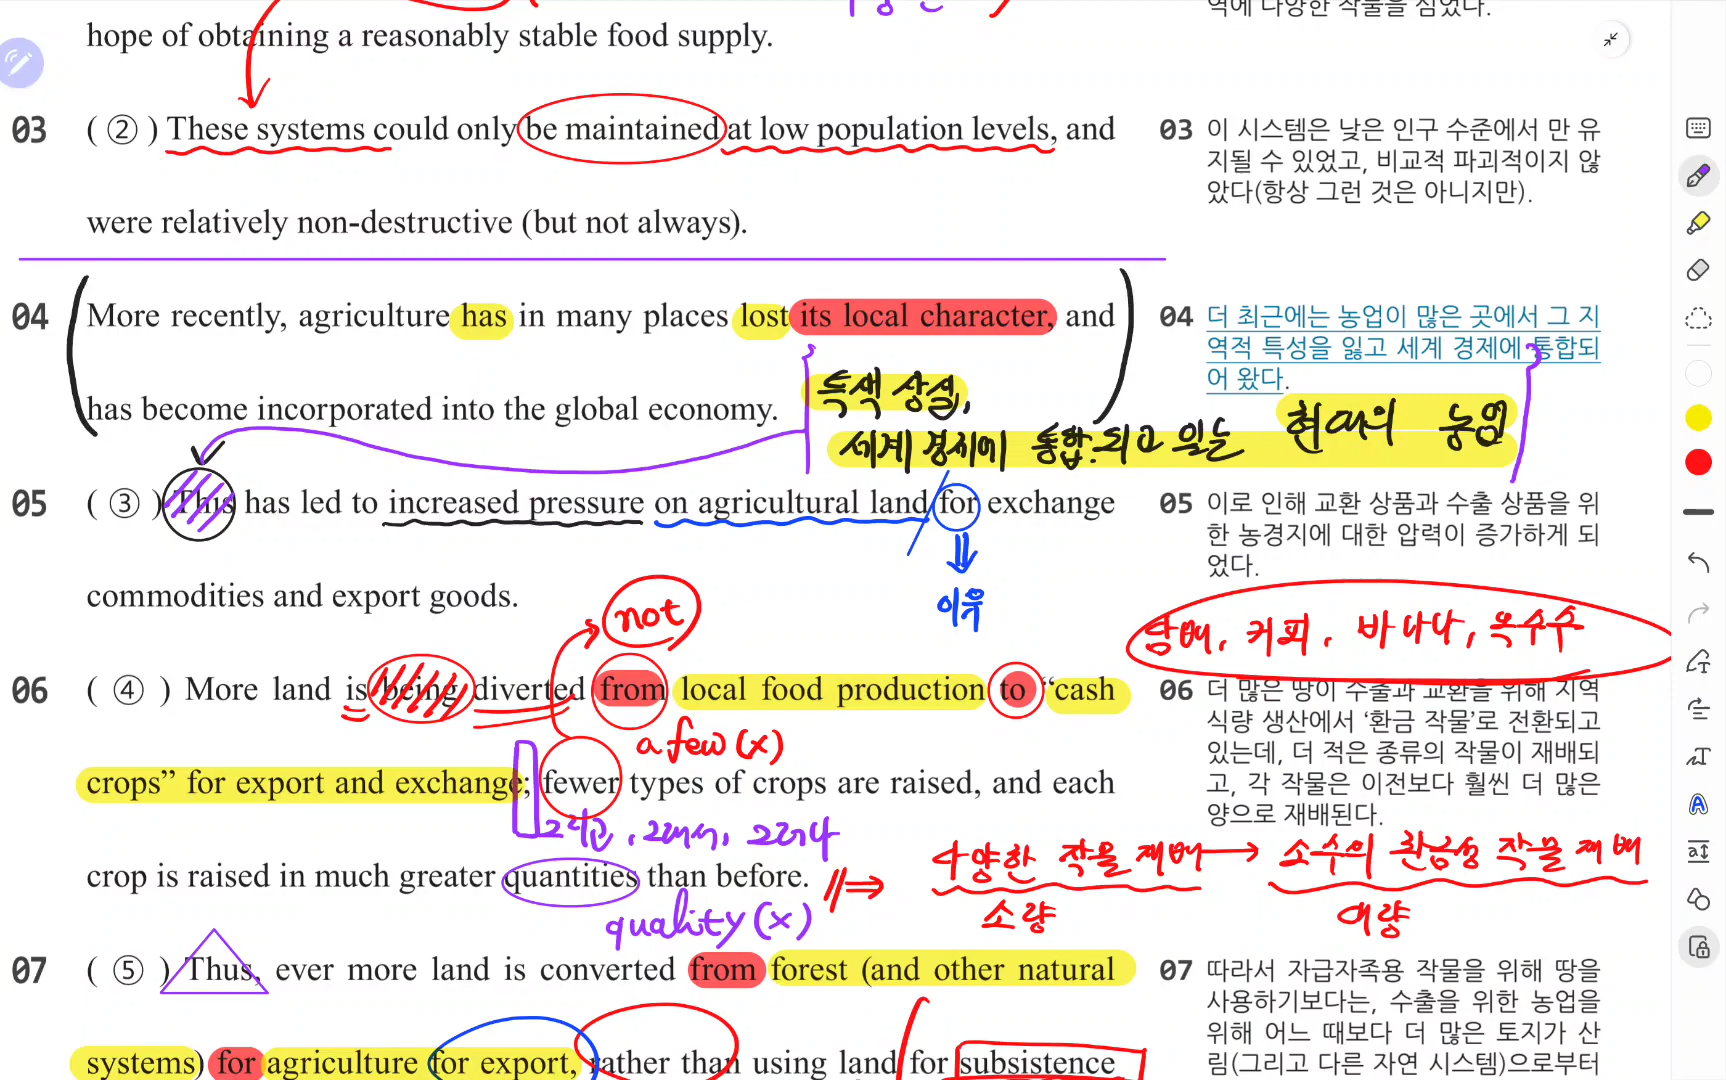 역에 다양한 작물을 심었다.
hope of obtaining a reasonably stable food supply.
03 ( ② ) These systems could only be maintained at low population levels, and
were relatively non-destructive (but not always).
03 이 시스템은 낮은 인구 수준에서 만 유
지될 수 있었고, 비교적 파괴적이지 않
았다(항상 그런 것은 아니지만).
04 More recently, agriculture has in many places lost its local character, and
has become incorporated into the global economy.
04 더 최근에는 농업이 많은 곳에서 그 지
역적 특성을 잃고 세계 경제에 통합되
어 왔다.
특색 상실,
세계 경제에 통합되고 있는 현대의 농업
05 ( ③ ) This has led to increased pressure on agricultural land for exchange
commodities and export goods.
이유
05 이로 인해 교환 상품과 수출 상품을 위
한 농경지에 대한 압력이 증가하게 되
었다.
담배, 커피, 바나나, 옥수수
not
06 ( ④ ) More land is being diverted from local food production to “cash
a few (x)
crops” for export and exchange; fewer types of crops are raised, and each
그리고, 그래서, 그러나
crop is raised in much greater quantities than before.
quality (x)
06 더 많은 땅이 수출과 교환을 위해 지역
식량 생산에서 ‘환금 작물’로 전환되고
있는데, 더 적은 종류의 작물이 재배되
고, 각 작물은 이전보다 훨씬 더 많은
양으로 재배된다.
⇒ 다양한 작물 재배 → 소수의 환금성 작물 재배
소량 대량
07 ( ⑤ ) Thus, ever more land is converted from forest (and other natural
systems) for agriculture for export, rather than using land for subsistence
07 따라서 자급자족용 작물을 위해 땅을
사용하기보다는, 수출을 위한 농업을
위해 어느 때보다 더 많은 토지가 산
림(그리고 다른 자연 시스템)으로부터